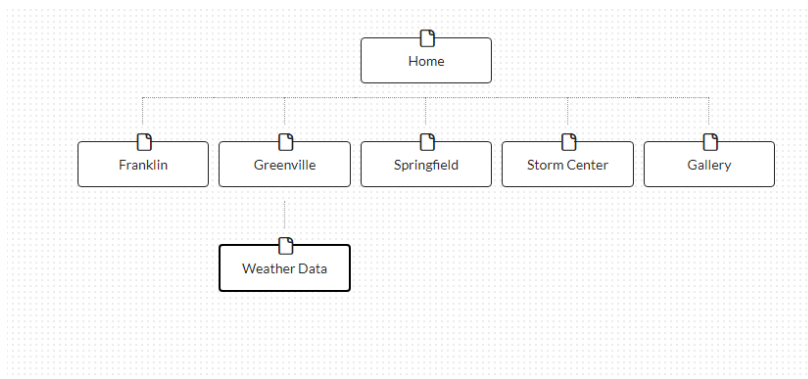 Home
Franklin
Greenville
Springfield
Storm Center
Gallery
Weather Data